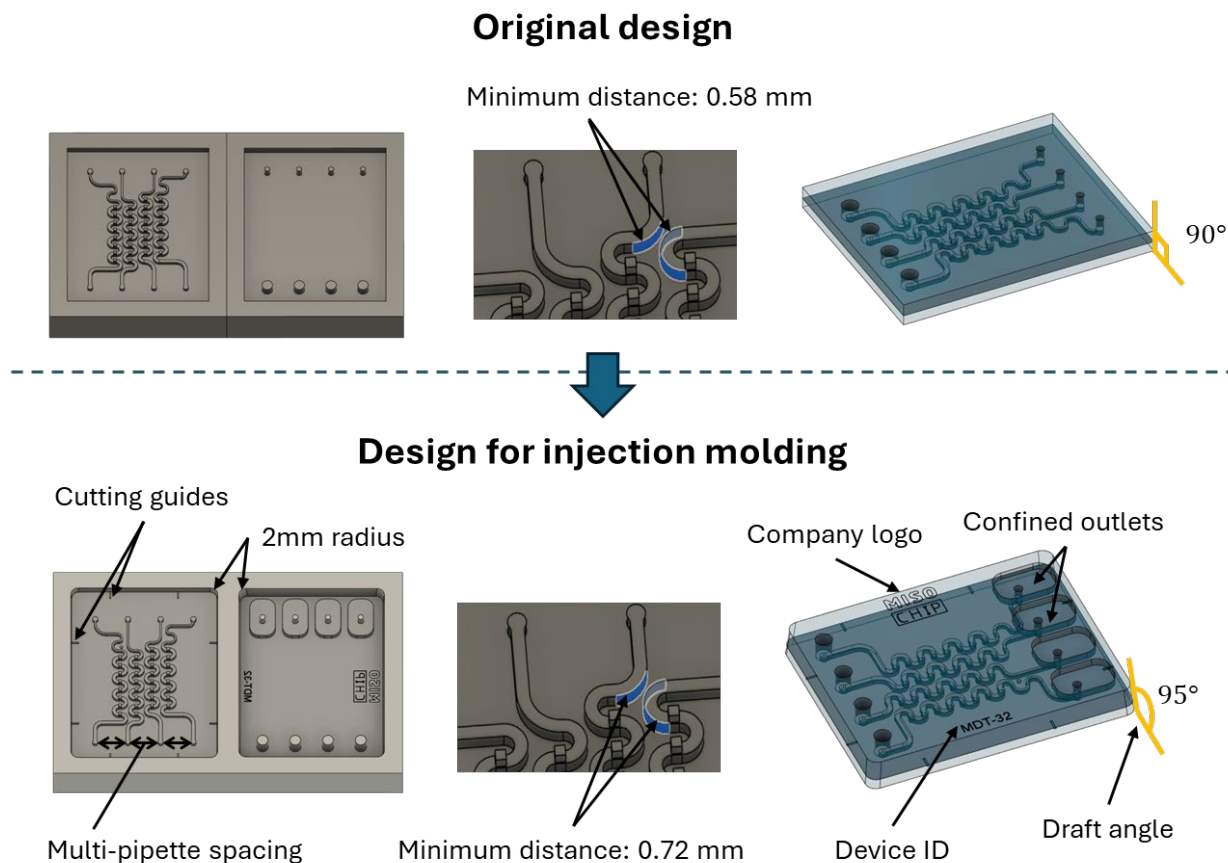 Original design
Minimum distance: 0.58 mm
90°
Design for injection molding
Cutting guides
2mm radius
Company logo
Confined outlets
MISO
CHIP
MDT-32
95°
Multi-pipette spacing
Minimum distance: 0.72 mm
Device ID
Draft angle